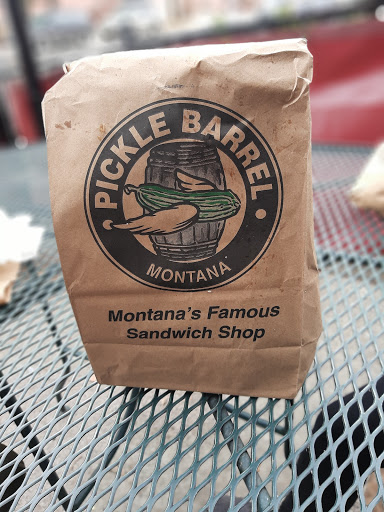 PICKLE BARREL
MONTANA
Montana's Famous
Sandwich Shop